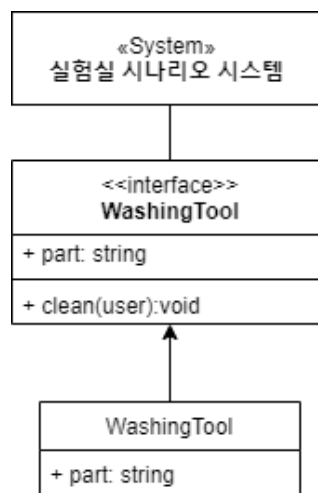 «System»
실험실 시나리오 시스템
<<interface>>
WashingTool
+ part: string
+ clean(user):void
WashingTool
+ part: string